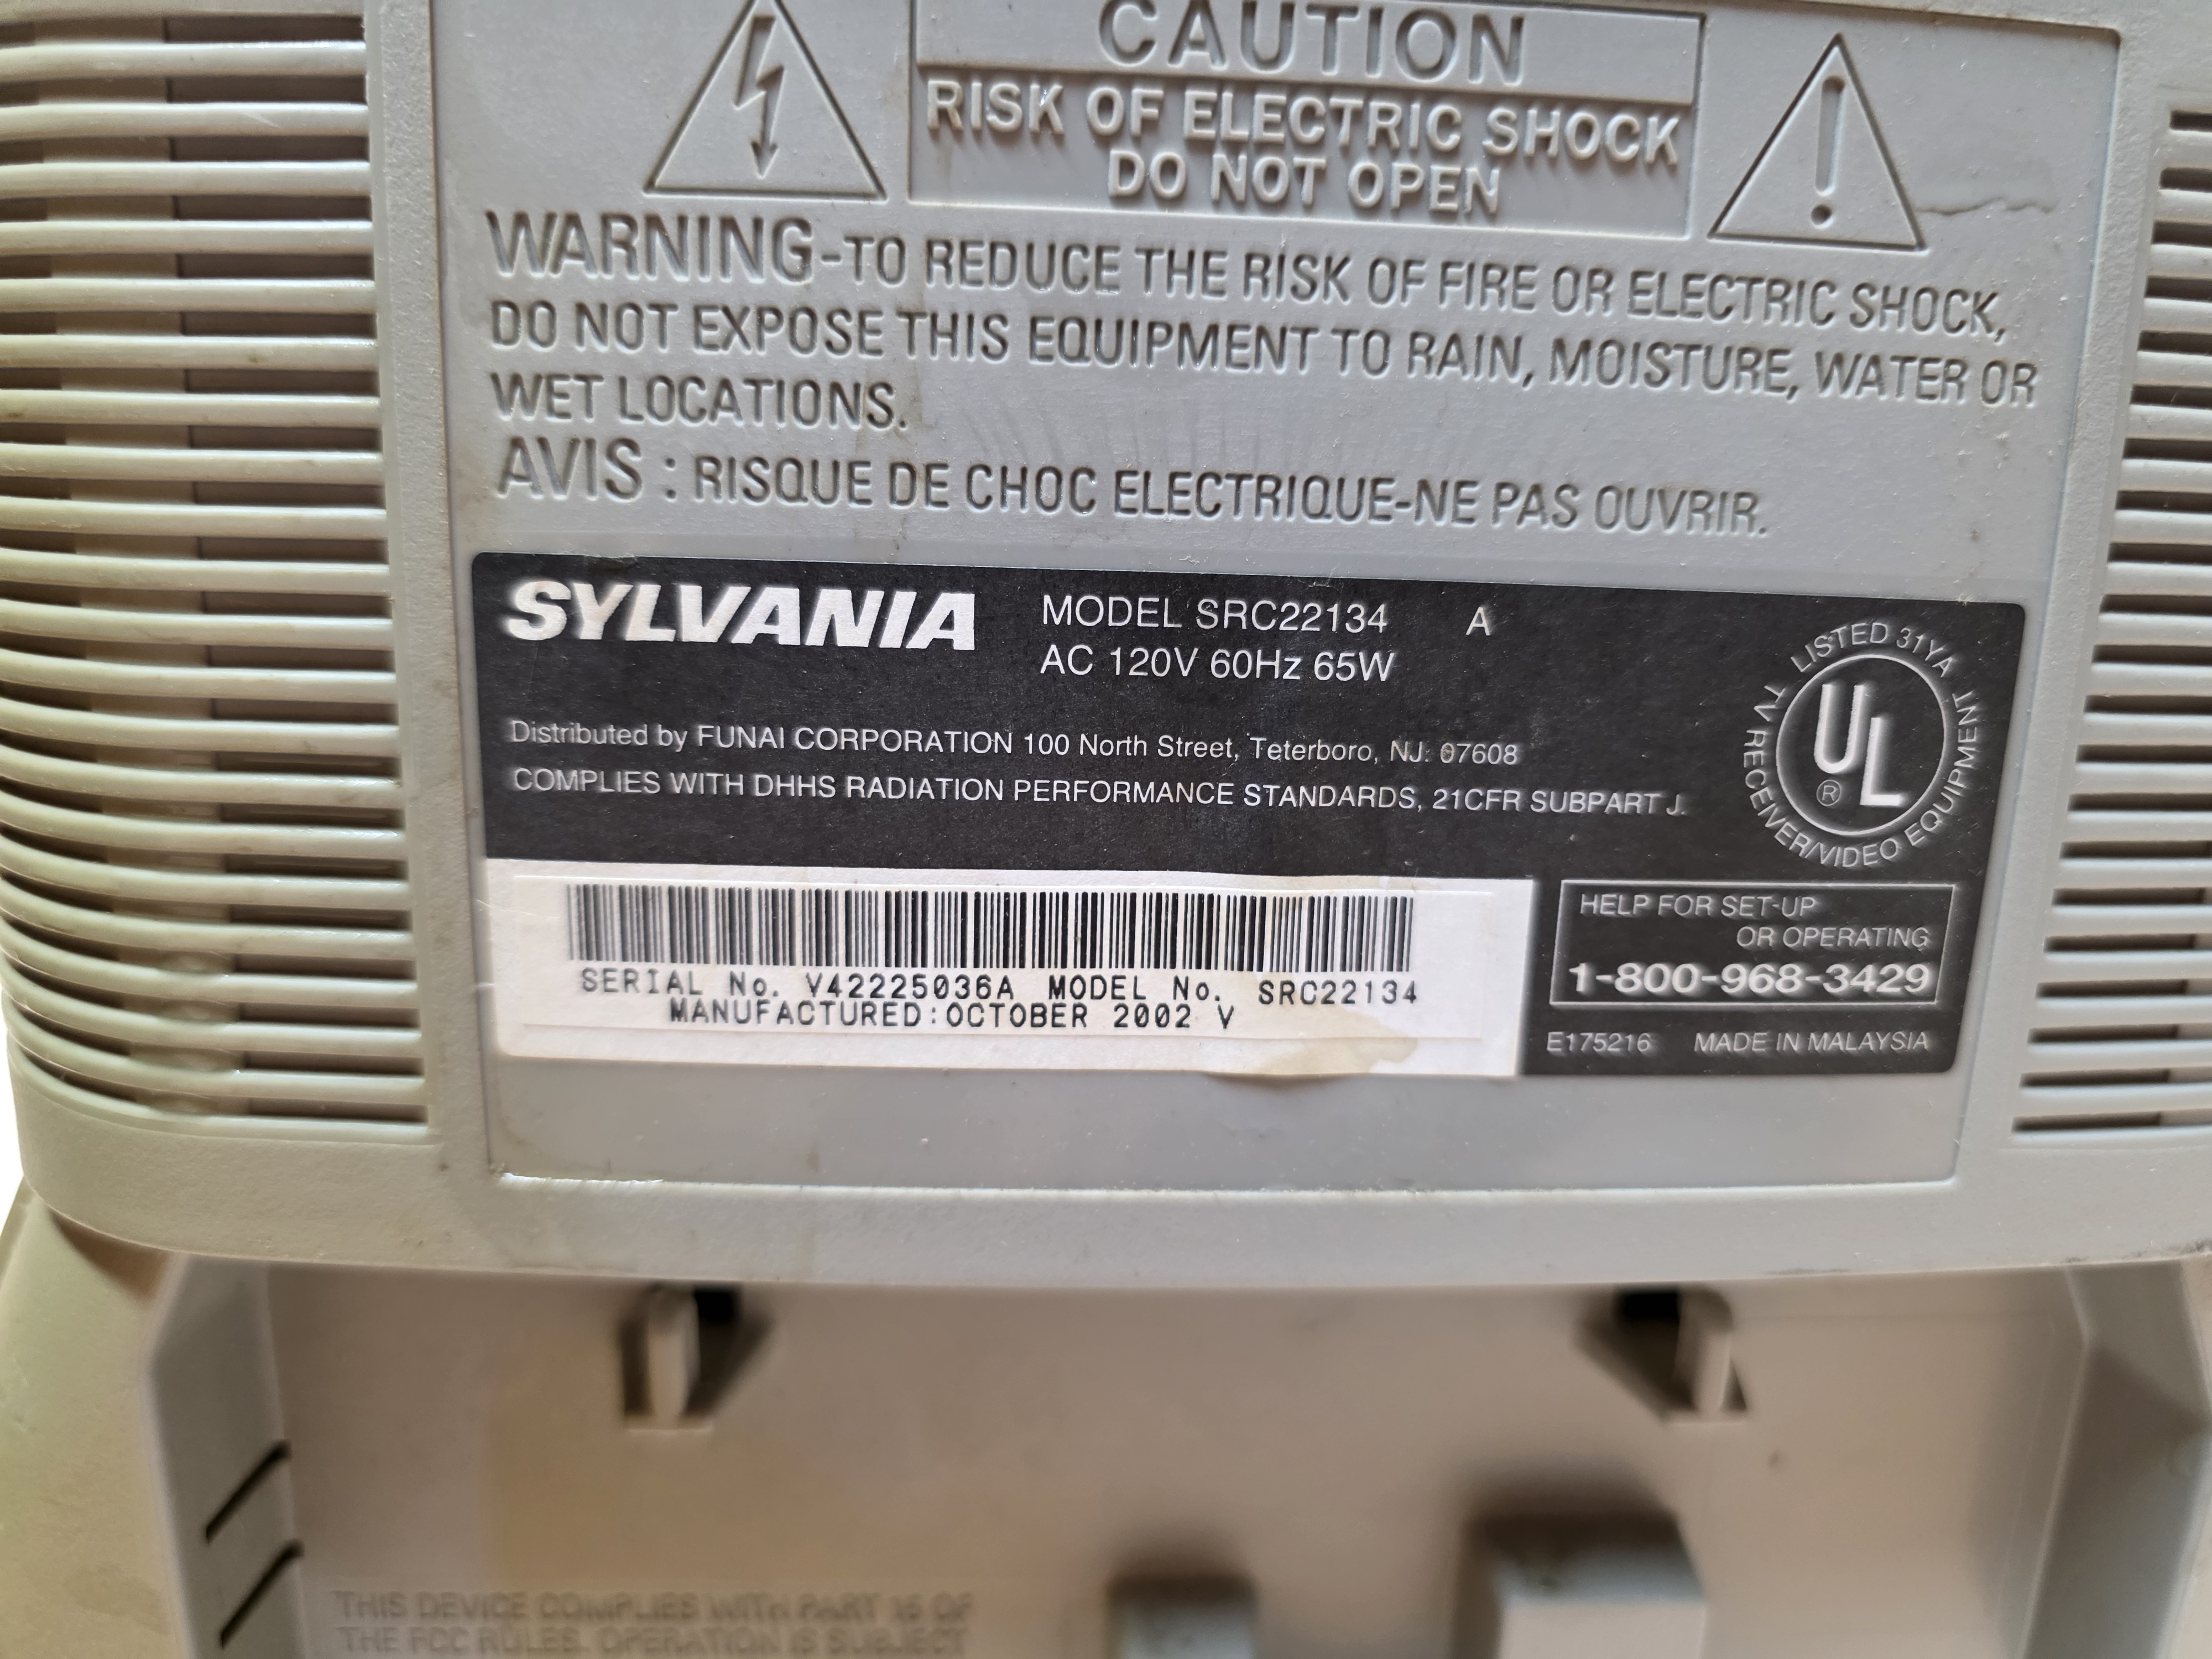 CAUTION
RISK OF ELECTRIC SHOCK
DO NOT OPEN
WARNING-TO REDUCE THE RISK OF FIRE OR ELECTRIC SHOCK,
DO NOT EXPOSE THIS EQUIPMENT TO RAIN, MOISTURE, WATER OR
WET LOCATIONS.
AVIS : RISQUE DE CHOC ELECTRIQUE-NE PAS OUVRIR.
SYLVANIA
MODEL SRC22134 A
AC 120V 60Hz 65W
Distributed by FUNAI CORPORATION 100 North Street, Teterboro, NJ. 07608
COMPLIES WITH DHHS RADIATION PERFORMANCE STANDARDS, 21CFR SUBPART J.
LISTED 31YA
UL
®
TV RECEIVER/VIDEO EQUIPMENT
SERIAL No. V42225036A MODEL No. SRC22134
MANUFACTURED:OCTOBER 2002 V
HELP FOR SET-UP
OR OPERATING
1-800-968-3429
E175216 MADE IN MALAYSIA
THIS DEVICE COMPLIES WITH PART 15 OF
THE FCC RULES. OPERATION IS SUBJECT